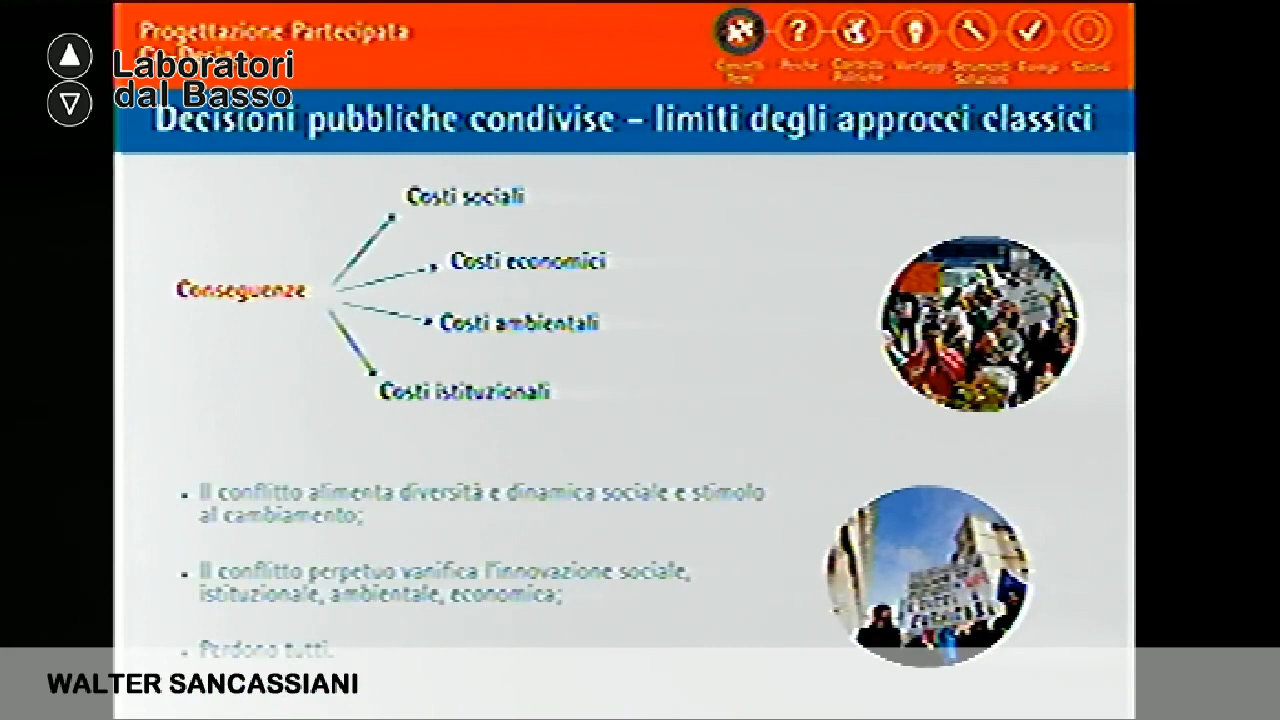 Progettazione Partecipata
Laboratori
dal Basso
?
Decisioni pubbliche condivise – limiti degli approcci classici
Costi sociali
Costi economici
Conseguenze
Costi ambientali
Costi istituzionali
• Il conflitto alimenta diversità e dinamica sociale e stimolo
al cambiamento;
• Il conflitto perpetuo vanifica l'innovazione sociale,
istituzionale, ambientale, economica;
• Perdono tutti.
WALTER SANCASSIANI